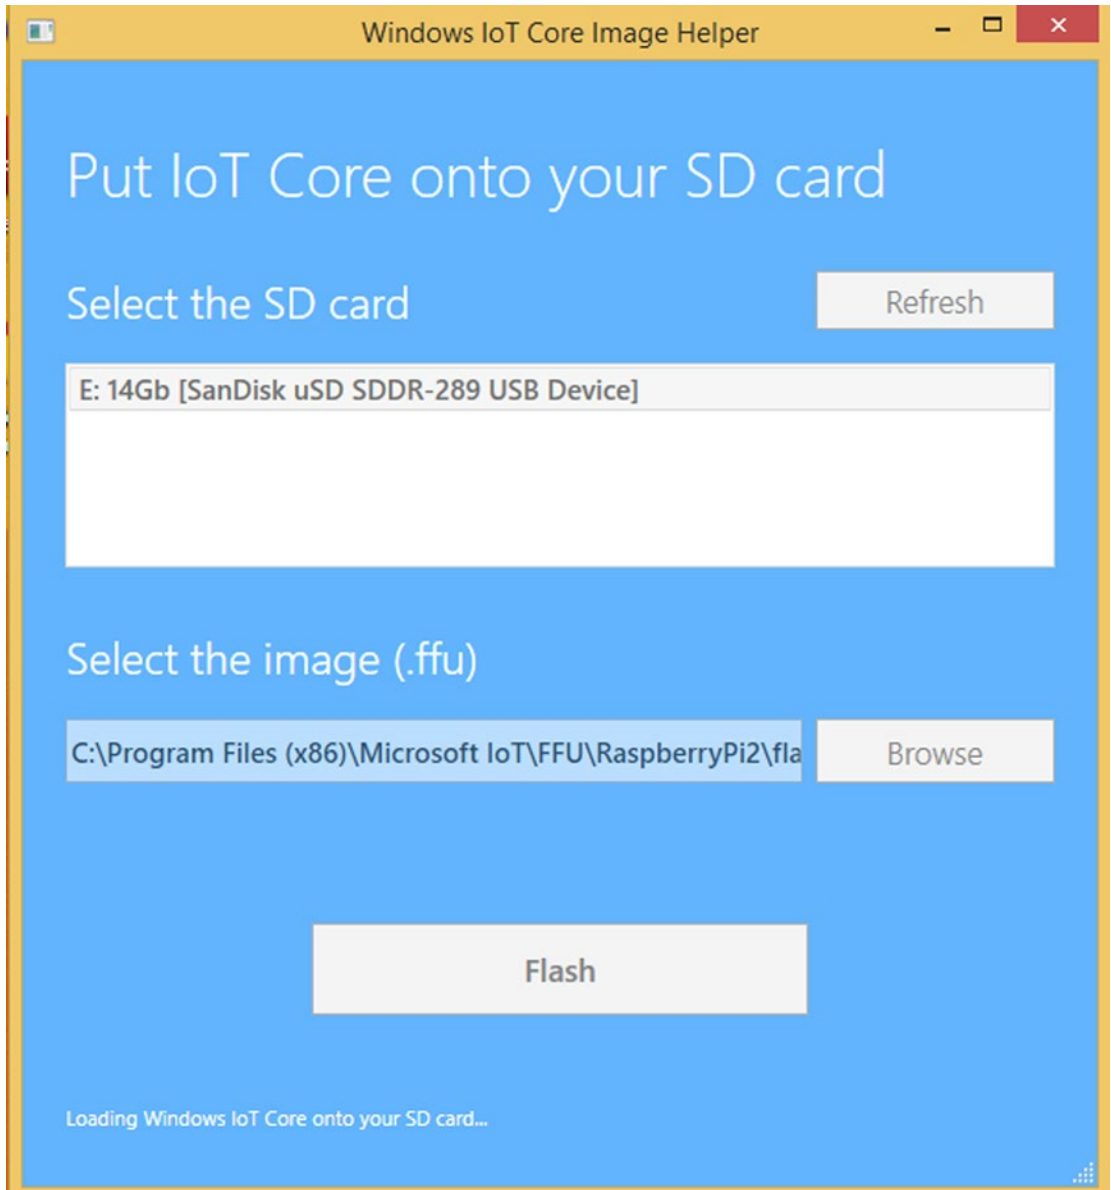 Windows IoT Core Image Helper
Put IoT Core onto your SD card
Select the SD card
Refresh
E: 14Gb [SanDisk uSD SDDR-289 USB Device]
Select the image (.ffu)
C:\Program Files (x86)\Microsoft IoT\FFU\RaspberryPi2\fla
Browse
Flash
Loading Windows IoT Core onto your SD card...